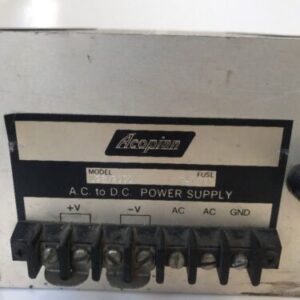 Acopian
MODEL FUSE
A.C. to D.C. POWER SUPPLY
+V -V AC AC GND